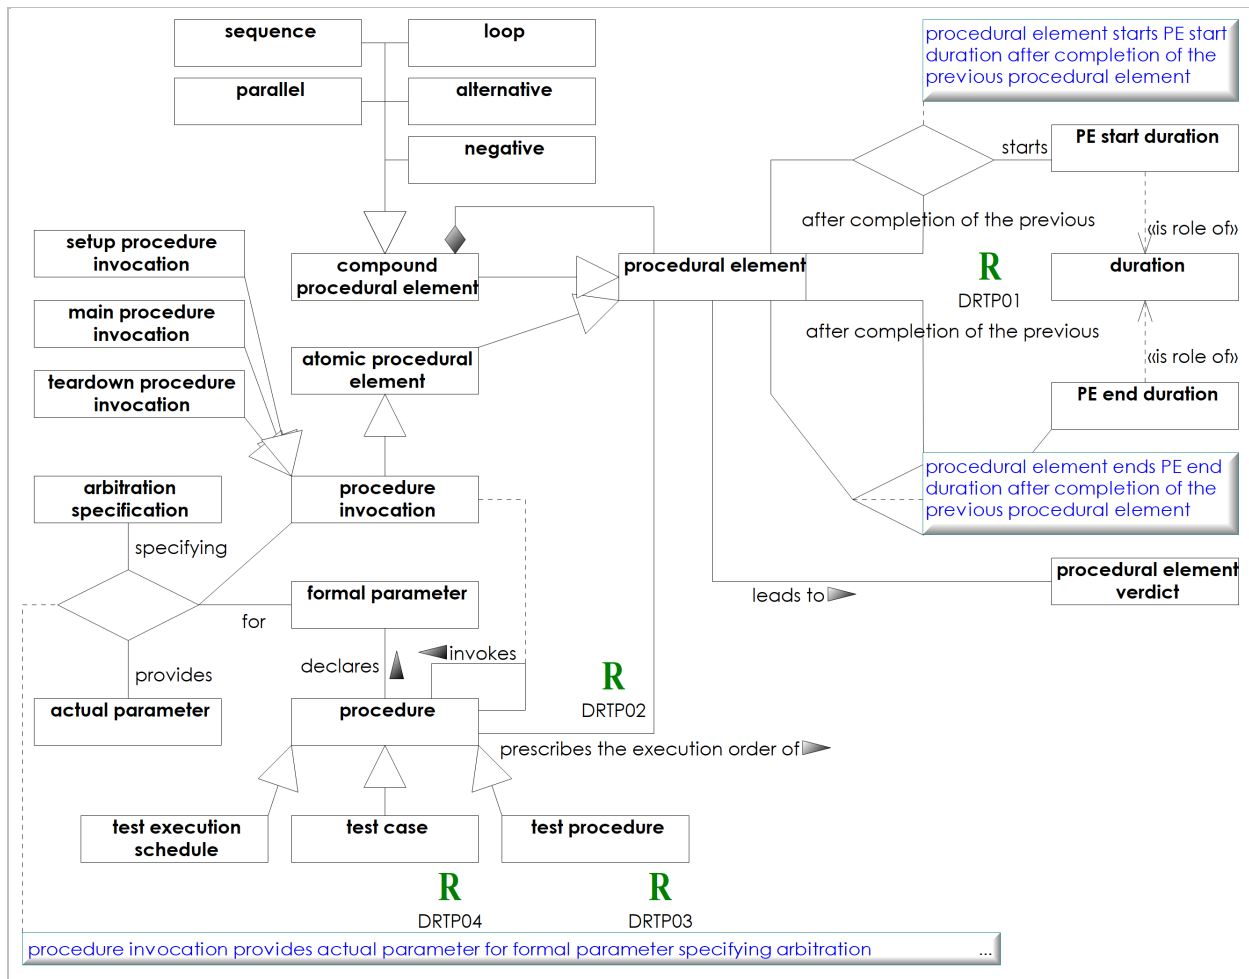 sequence
loop
parallel
alternative
negative
procedural element starts PE start
duration after completion of the
previous procedural element
starts
PE start duration
after completion of the previous
«is role of»
setup procedure
invocation
compound
procedural element
procedural element
R
DRTP01
duration
main procedure
invocation
after completion of the previous
«is role of»
atomic procedural
element
teardown procedure
invocation
PE end duration
procedural element ends PE end
duration after completion of the
previous procedural element
arbitration
specification
procedure
invocation
specifying
procedural element
verdict
leads to
formal parameter
for
declares
invokes
provides
R
DRTP02
actual parameter
procedure
prescribes the execution order of
test execution
schedule
test case
test procedure
R
DRTP04
R
DRTP03
procedure invocation provides actual parameter for formal parameter specifying arbitration ...